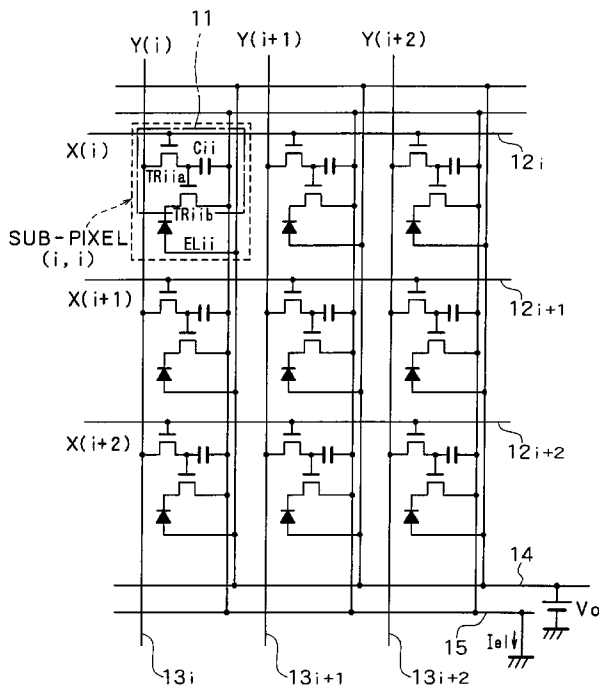 11
Y(i) Y(i+1) Y(i+2)
X(i) Cii 12i
TRiia
TRiib
SUB-PIXEL
(i, i)
ELii
X(i+1) 12i+1
X(i+2) 12i+2
14
Vo
15 Iel
13i 13i+1 13i+2